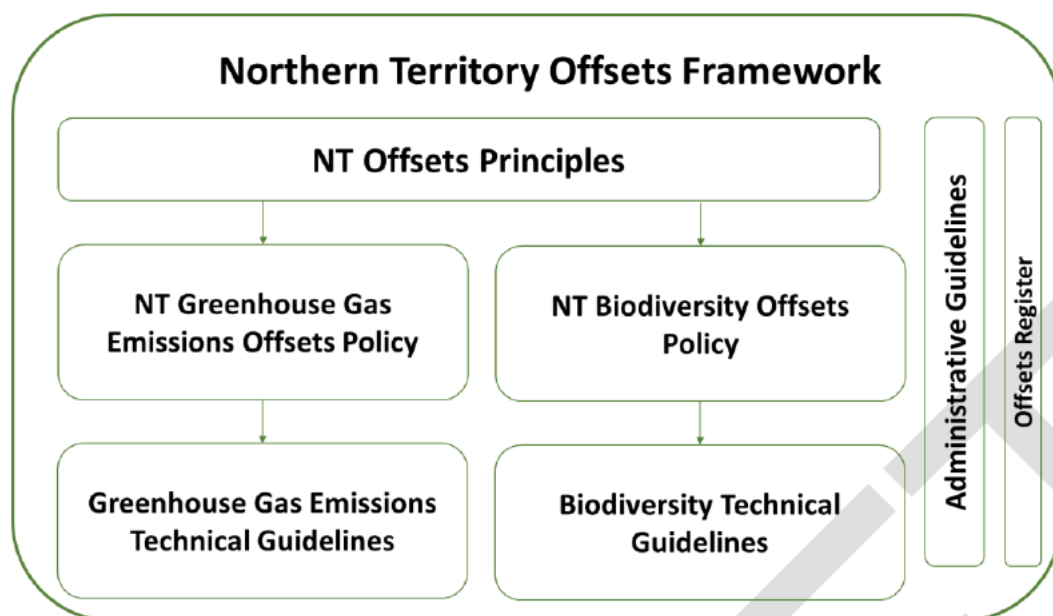 Northern Territory Offsets Framework
NT Offsets Principles
NT Greenhouse Gas
Emissions Offsets Policy
NT Biodiversity Offsets
Policy
Greenhouse Gas Emissions
Technical Guidelines
Biodiversity Technical
Guidelines
Administrative Guidelines
Offsets Register